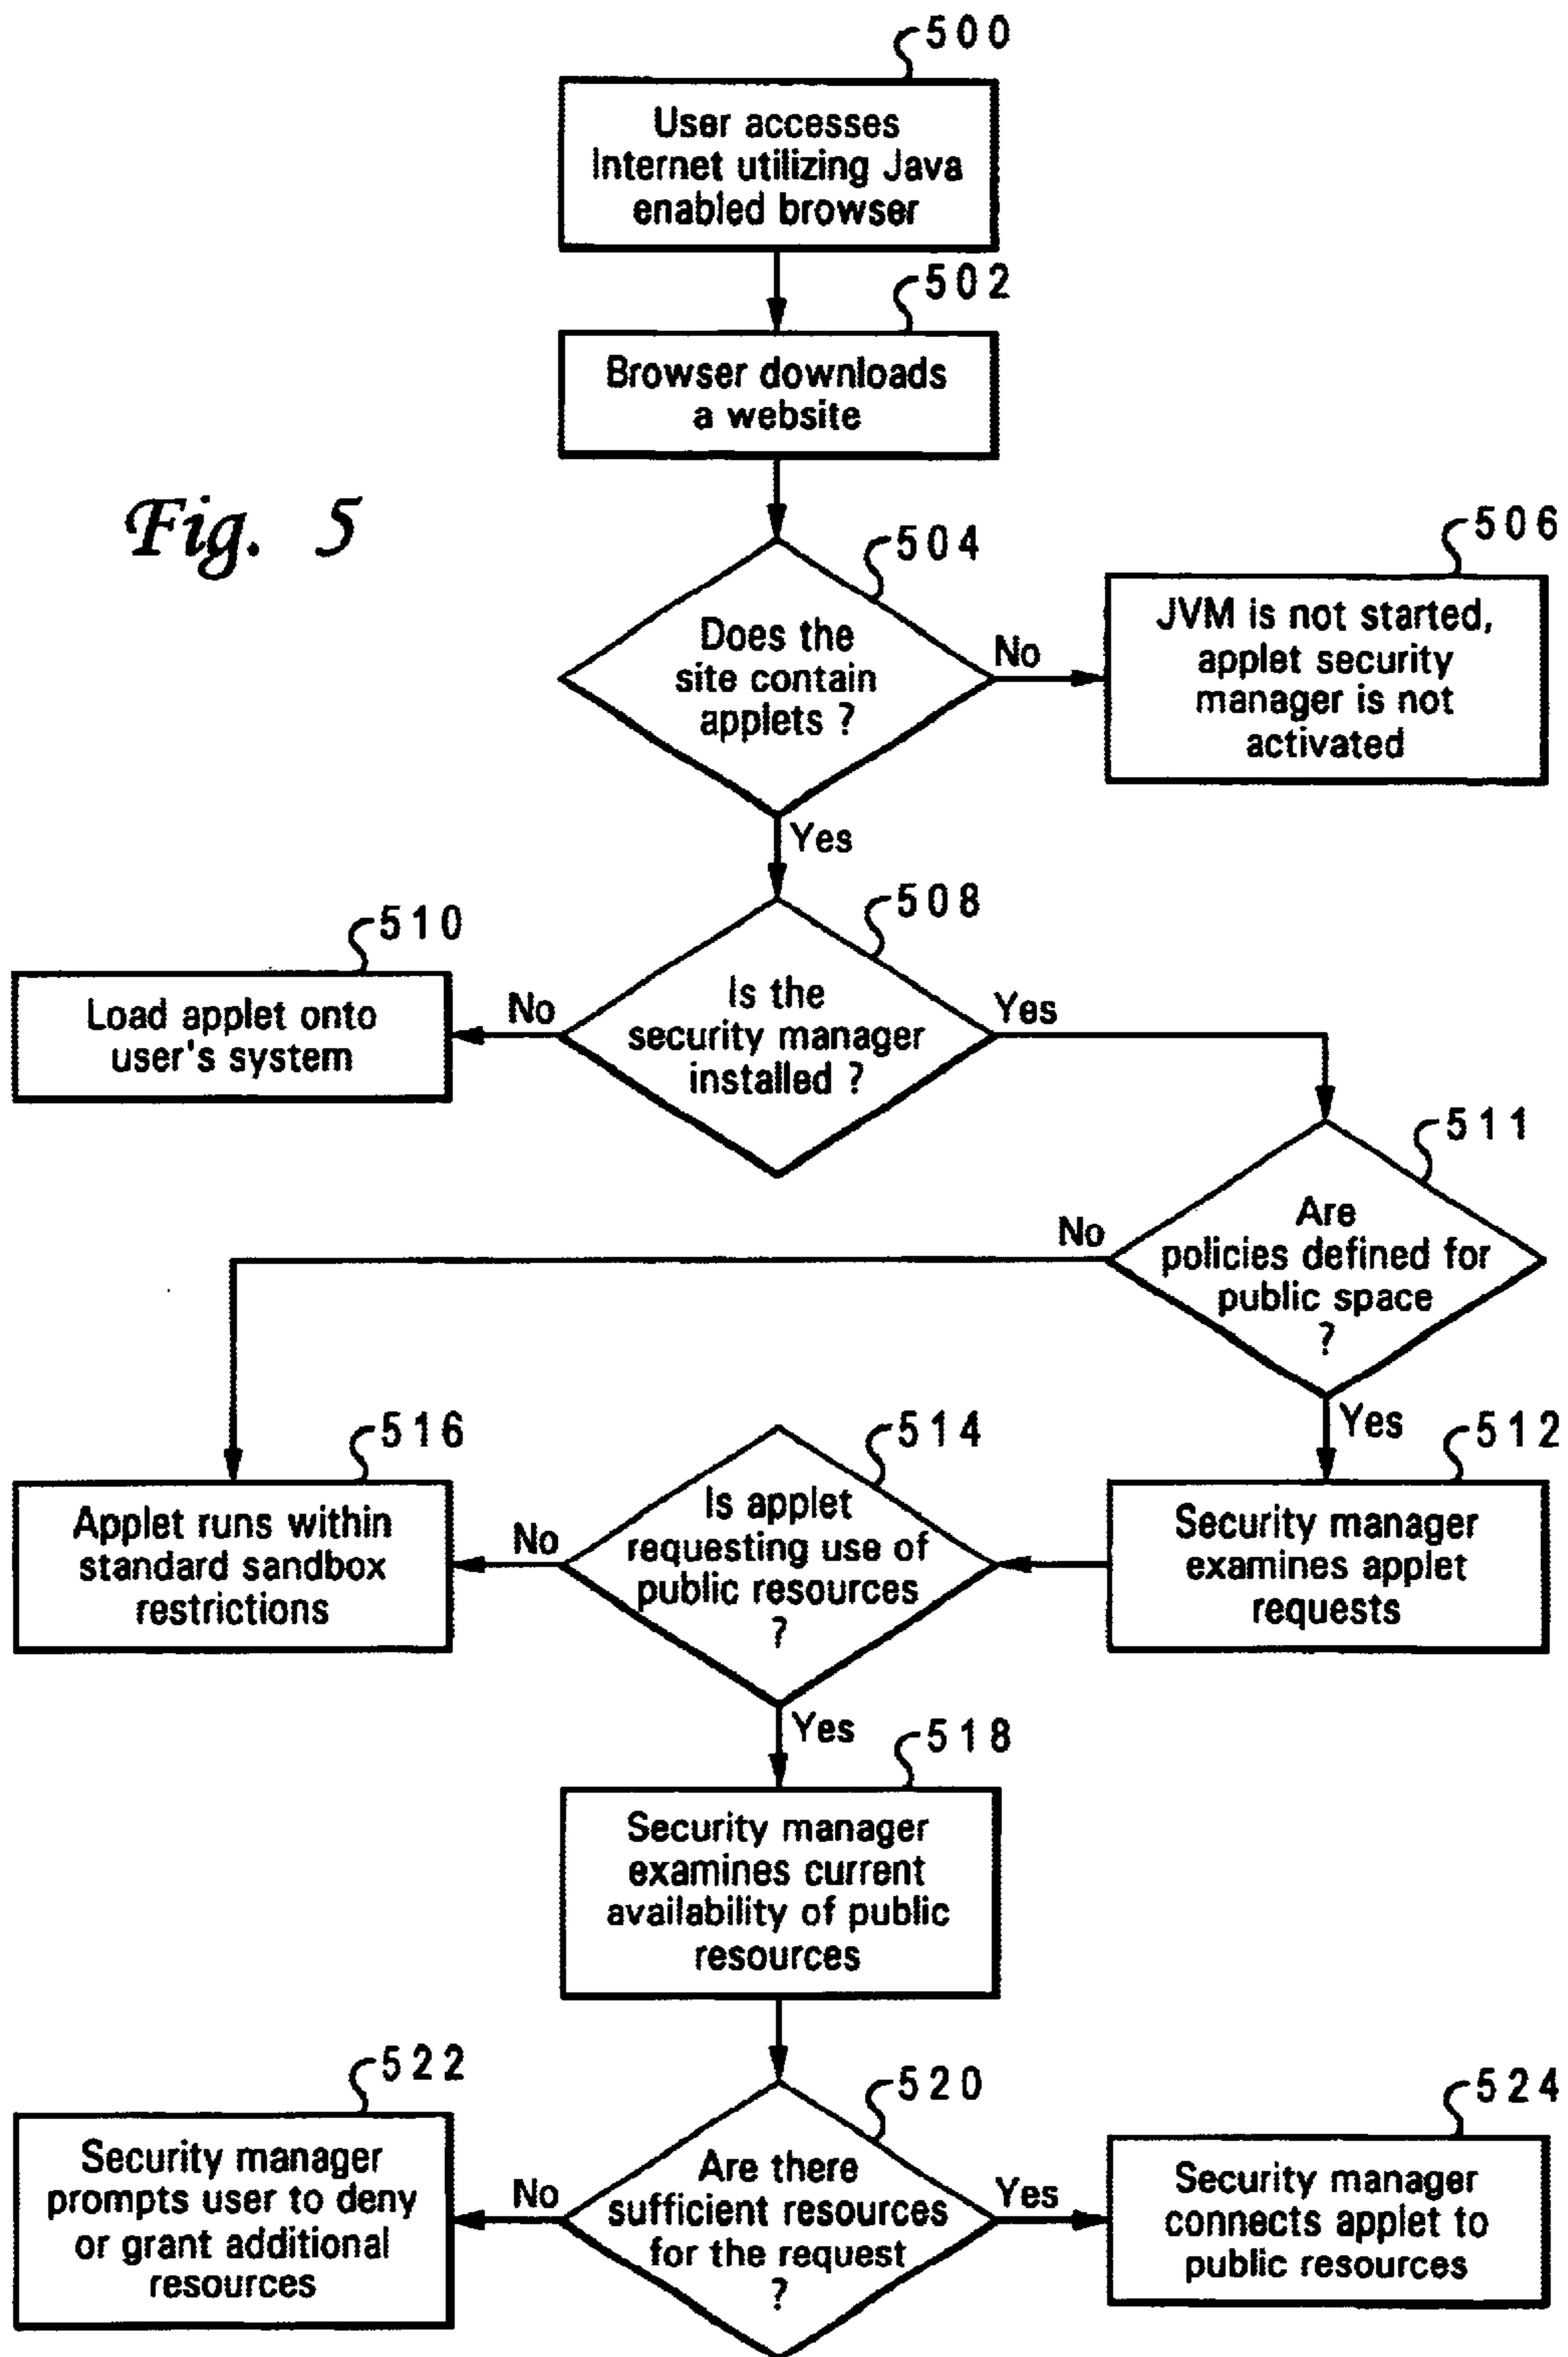 500
User accesses
Internet utilizing Java
enabled browser
502
Browser downloads
a website
Fig. 5
504
Does the
site contain
applets ?
No
506
JVM is not started,
applet security
manager is not
activated
Yes
508
Is the
security manager
installed ?
No
510
Load applet onto
user's system
Yes
511
Are
policies defined for
public space
?
No
Yes
512
Security manager
examines applet
requests
514
Is applet
requesting use of
public resources
?
No
516
Applet runs within
standard sandbox
restrictions
Yes
518
Security manager
examines current
availability of public
resources
520
Are there
sufficient resources
for the request
?
No
522
Security manager
prompts user to deny
or grant additional
resources
Yes
524
Security manager
connects applet to
public resources